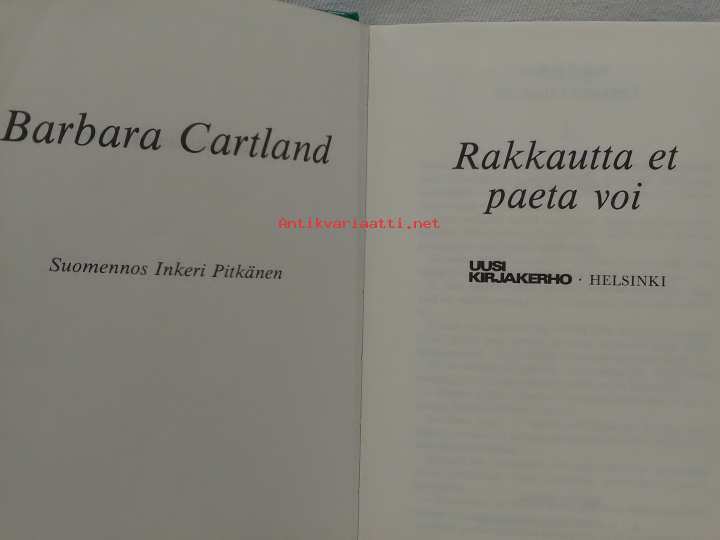 Barbara Cartland
Suomennos Inkeri Pitkänen
Rakkautta et
paeta voi
Antikvariaatti.net
UUSI
KIRJAKERHO · HELSINKI